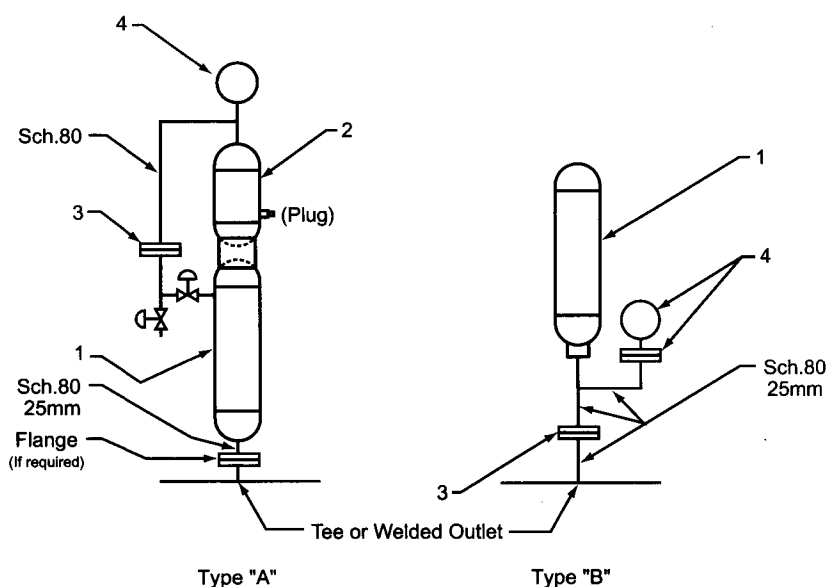 4
Sch.80
2
3
(Plug)
1
Sch.80
25mm
Flange
(If required)
1
4
Sch.80
25mm
3
Tee or Welded Outlet
Type "A"
Type "B"